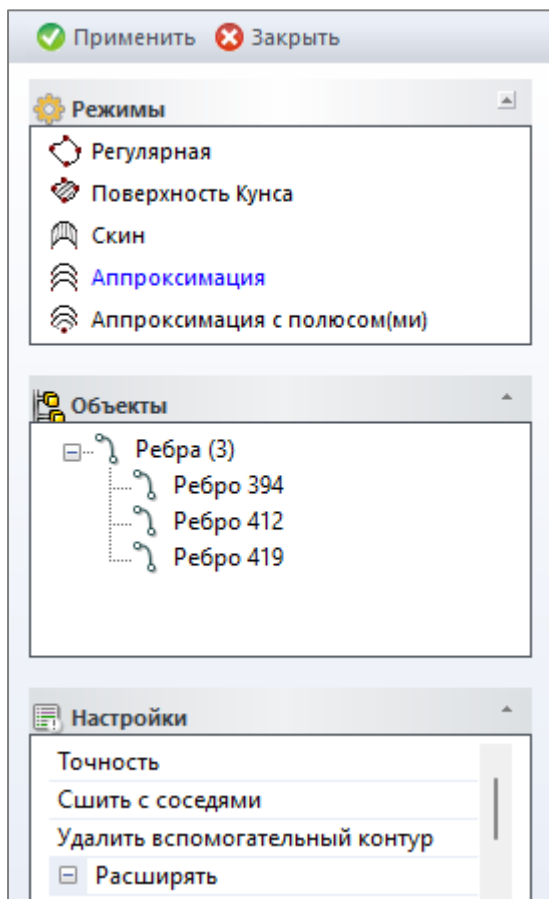 Применить Закрыть
Режимы
Регулярная
Поверхность Кунса
Скин
Аппроксимация
Аппроксимация с полюсом(ми)
Объекты
Ребра (3)
Ребро 394
Ребро 412
Ребро 419
Настройки
Точность
Сшить с соседями
Удалить вспомогательный контур
Расширять